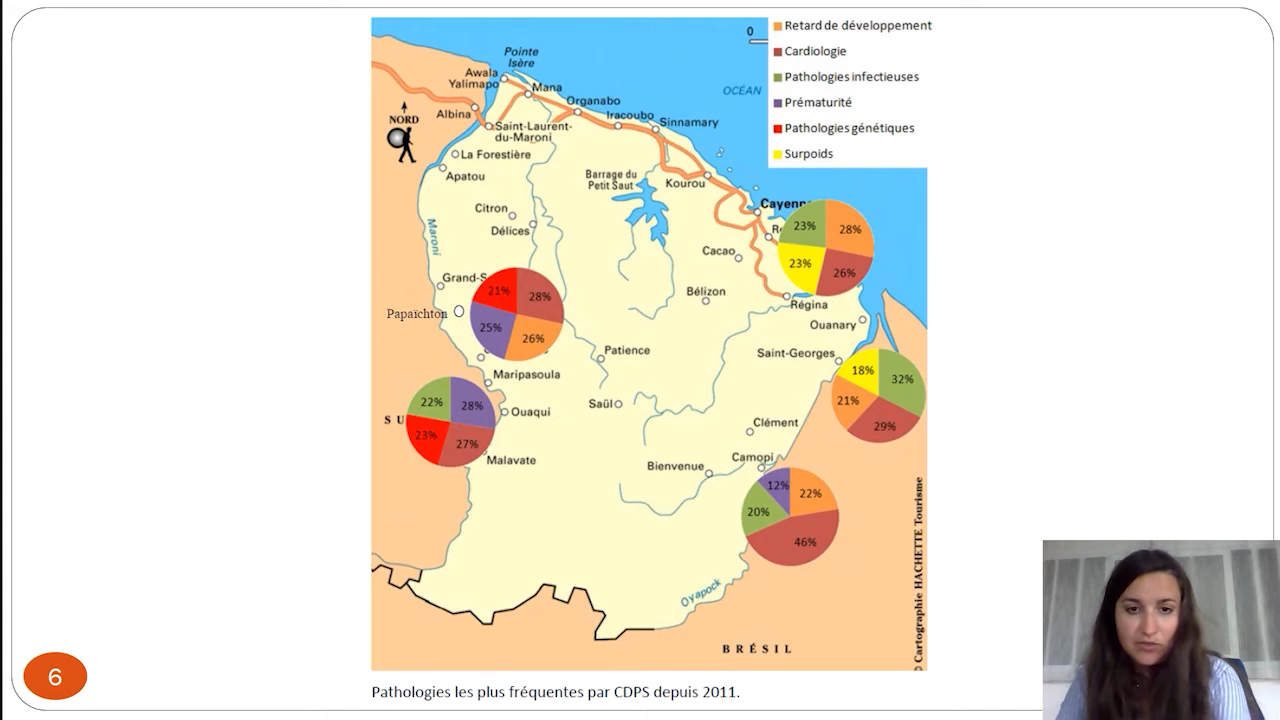 0
Retard de développement
Cardiologie
Pathologies infectieuses
Prématurité
Pathologies génétiques
Surpoids
Pointe
Isère
OCÉAN
Awala
Yalimapo
Mana
Albina
Organabo
Iracoubo
Sinnamary
NORD
Saint-Laurent-
du-Maroni
La Forestière
Apatou
Barrage du
Petit Saut
Kourou
Citron
Délices
Maroni
Cacao
23%
28%
23%
26%
Bélizon
Régina
Ouanary
21%
28%
25%
26%
Papaïchton
Patience
Saint-Georges
18%
32%
21%
29%
Maripasoula
Ouaqui
Saül
22%
28%
23%
27%
S U
Malavate
Clément
Camopi
Bienvenue
12%
22%
20%
46%
Oyapock
BRÉSIL
© Cartographie HACHETTE Tourisme
6
Pathologies les plus fréquentes par CDPS depuis 2011.